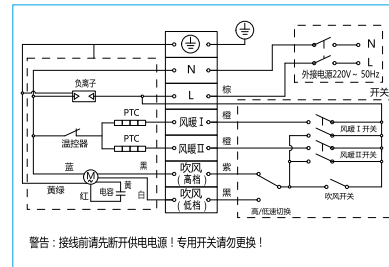 N
L
外接电源220V~ 50Hz
开关
N
L
棕
负离子
PTC
PTC
温控器
风暖Ⅰ
橙
风暖Ⅱ
橙
风暖Ⅰ开关
风暖Ⅱ开关
蓝
黑
吹风
(高档)
紫
M
黄
电容
白
吹风
(低档)
黑
黄绿
红
吹风开关
高/低速切换
警告：接线前请先断开供电电源！专用开关请勿更换！